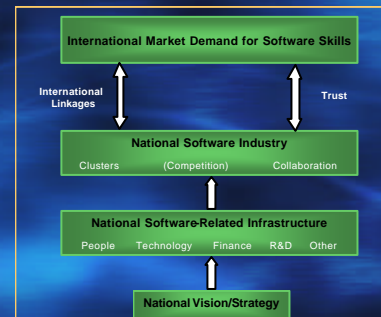 International Market Demand for Software Skills
International
Linkages
Trust
National Software Industry
Clusters (Competition) Collaboration
National Software-Related Infrastructure
People Technology Finance R&D Other
National Vision/Strategy